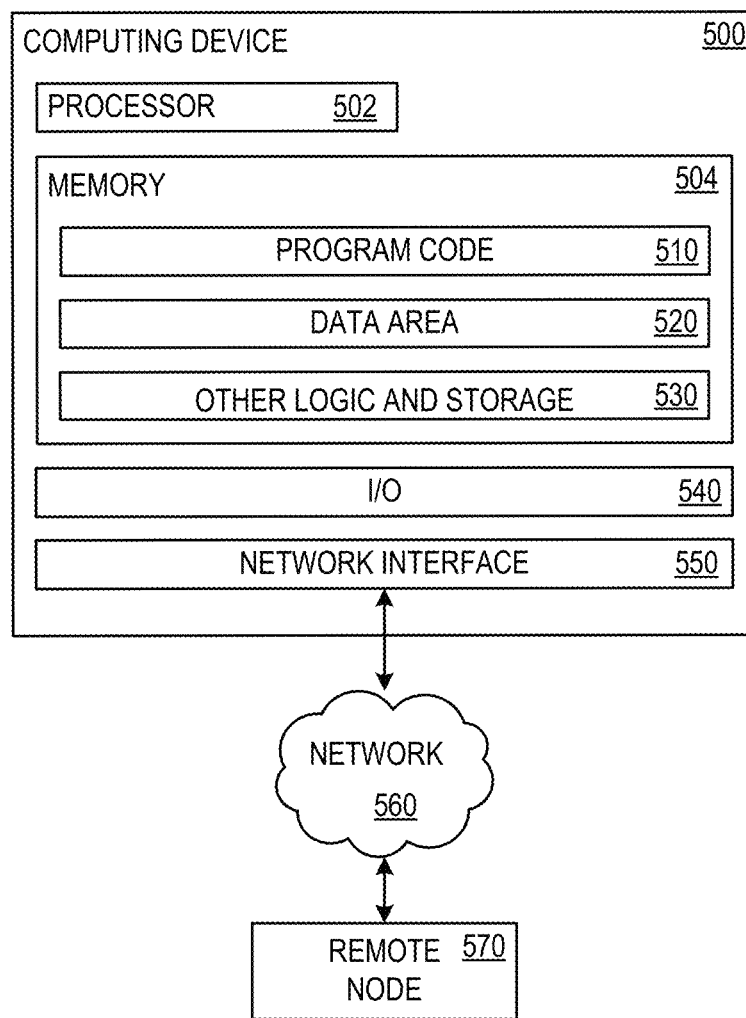 COMPUTING DEVICE 500
PROCESSOR 502
MEMORY 504
PROGRAM CODE 510
DATA AREA 520
OTHER LOGIC AND STORAGE 530
I/O 540
NETWORK INTERFACE 550
NETWORK
560
REMOTE 570
NODE